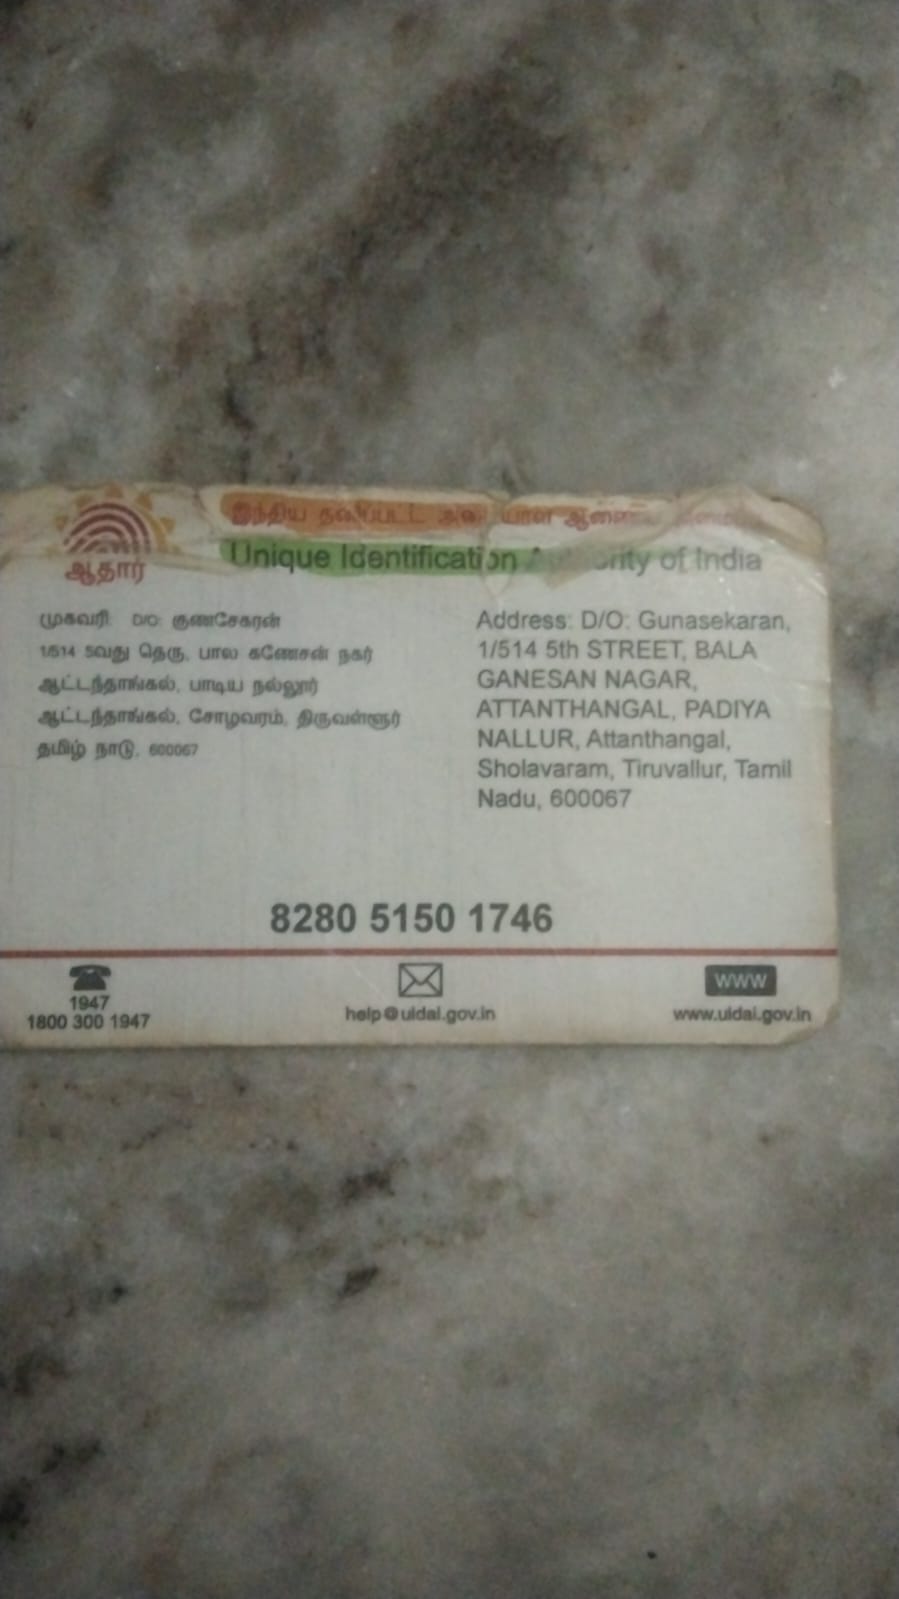 ஆதார்
இந்திய
Unique Identification of India
முகவரி: D/O: குணசேகரன்
1/514 5வது தெரு, பாலா கணேசன் நகர்
ஆட்டந்தாங்கல், பாடிய நல்லூர்
ஆட்டந்தாங்கல், சோழவரம், திருவள்ளூர்
தமிழ் நாடு, 600067
Address: D/O: Gunasekaran,
1/514 5th STREET, BALA
GANESAN NAGAR,
ATTANTHANGAL, PADIYA
NALLUR, Attanthangal,
Sholavaram, Tiruvallur, Tamil
Nadu, 600067
8280 5150 1746
1947
1800 300 1947
help@uidai.gov.in
WWW
www.uidai.gov.in